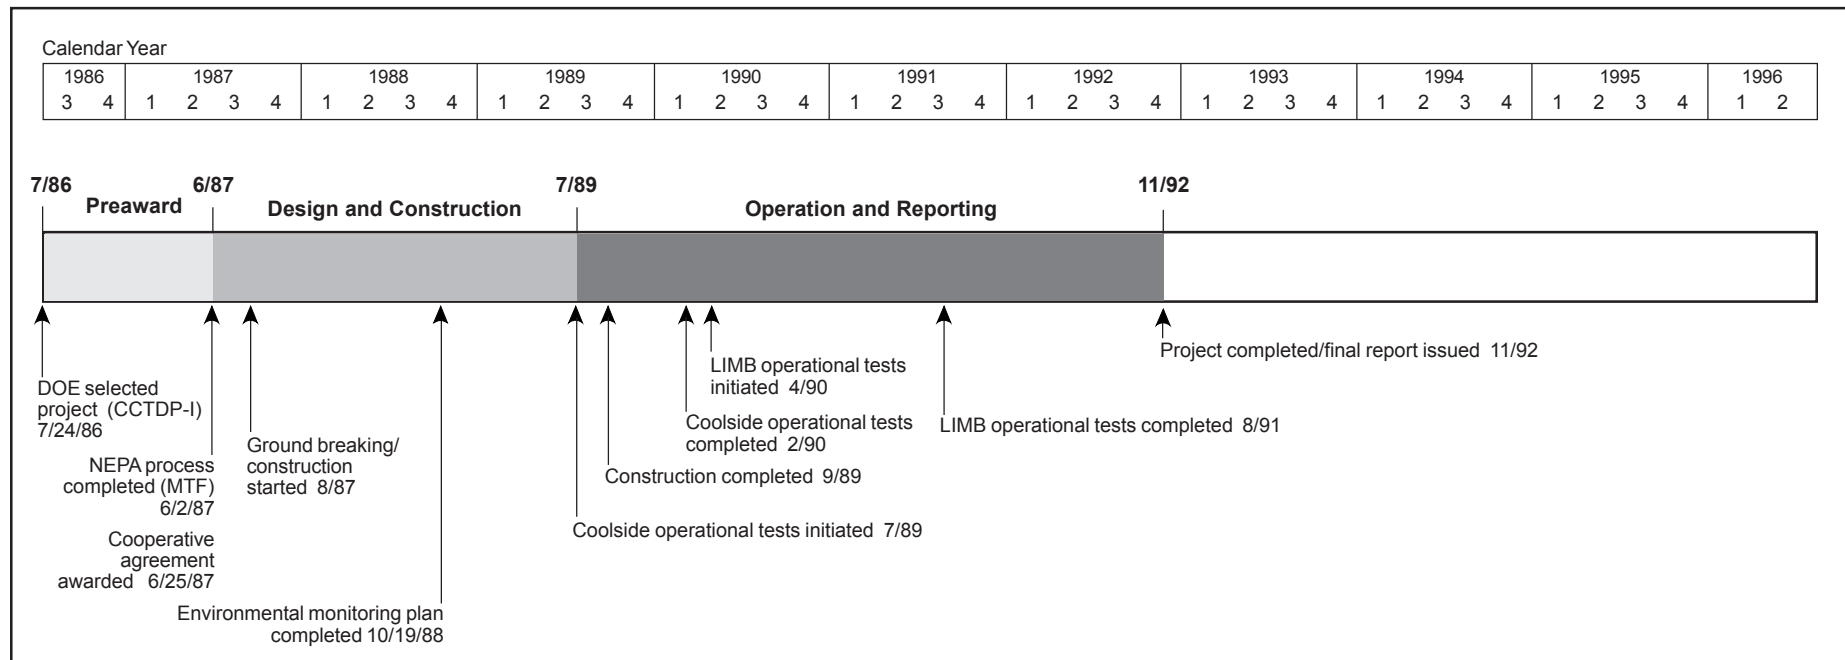 Calendar Year
1986 1987 1988 1989 1990 1991 1992 1993 1994 1995 1996
3 4 1 2 3 4 1 2 3 4 1 2 3 4 1 2 3 4 1 2 3 4 1 2 3 4 1 2 3 4 1 2 3 4 1 2 3 4 1 2
7/86 6/87 7/89 11/92
Preaward Design and Construction Operation and Reporting
DOE selected
project (CCTDP-I)
7/24/86
NEPA process
completed (MTF)
6/2/87
Cooperative
agreement
awarded 6/25/87
Ground breaking/
construction
started 8/87
Environmental monitoring plan
completed 10/19/88
Coolside operational tests initiated 7/89
Construction completed 9/89
Coolside operational tests
completed 2/90
LIMB operational tests
initiated 4/90
LIMB operational tests completed 8/91
Project completed/final report issued 11/92